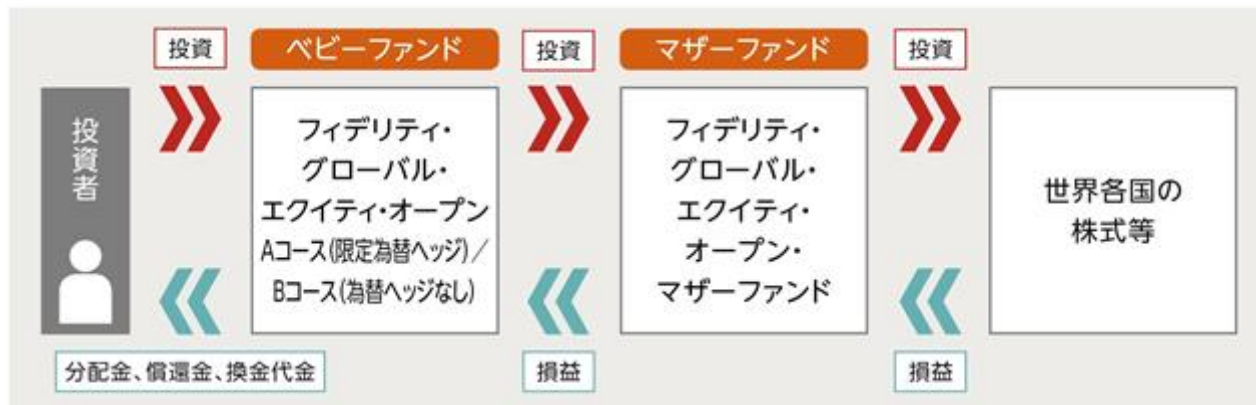 投資
ベビーファンド
投資
マザーファンド
投資
投資者
フィデリティ・
グローバル・
エクイティ・オープン
Aコース(限定為替ヘッジ)/
Bコース(為替ヘッジなし)
フィデリティ・
グローバル・
エクイティ・
オープン・
マザーファンド
世界各国の
株式等
分配金、償還金、換金代金
損益
損益